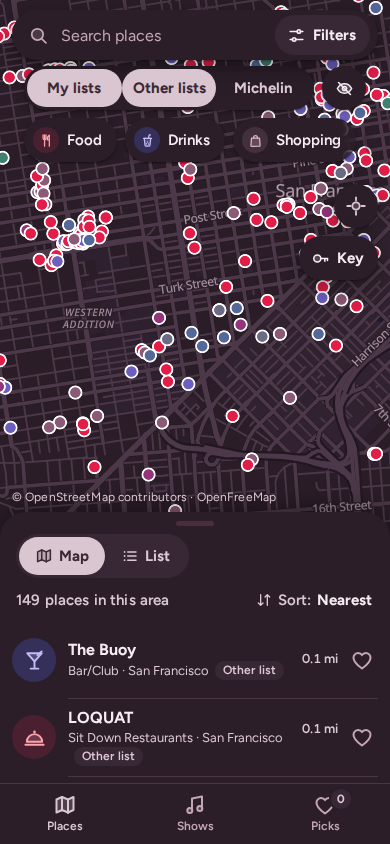 Search places
Filters
My lists
Other lists
Michelin
Food
Drinks
Shopping
Post
Key
Turk Street
WESTERN
ADDITION
Harrison
7th
© OpenStreetMap contributors · OpenFreeMap
16th Street
Map
List
149 places in this area
Sort: Nearest
The Buoy
0.1 mi
Bar/Club · San Francisco Other list
LOQUAT
0.1 mi
Sit Down Restaurants · San Francisco
Other list
0
Places
Shows
Picks